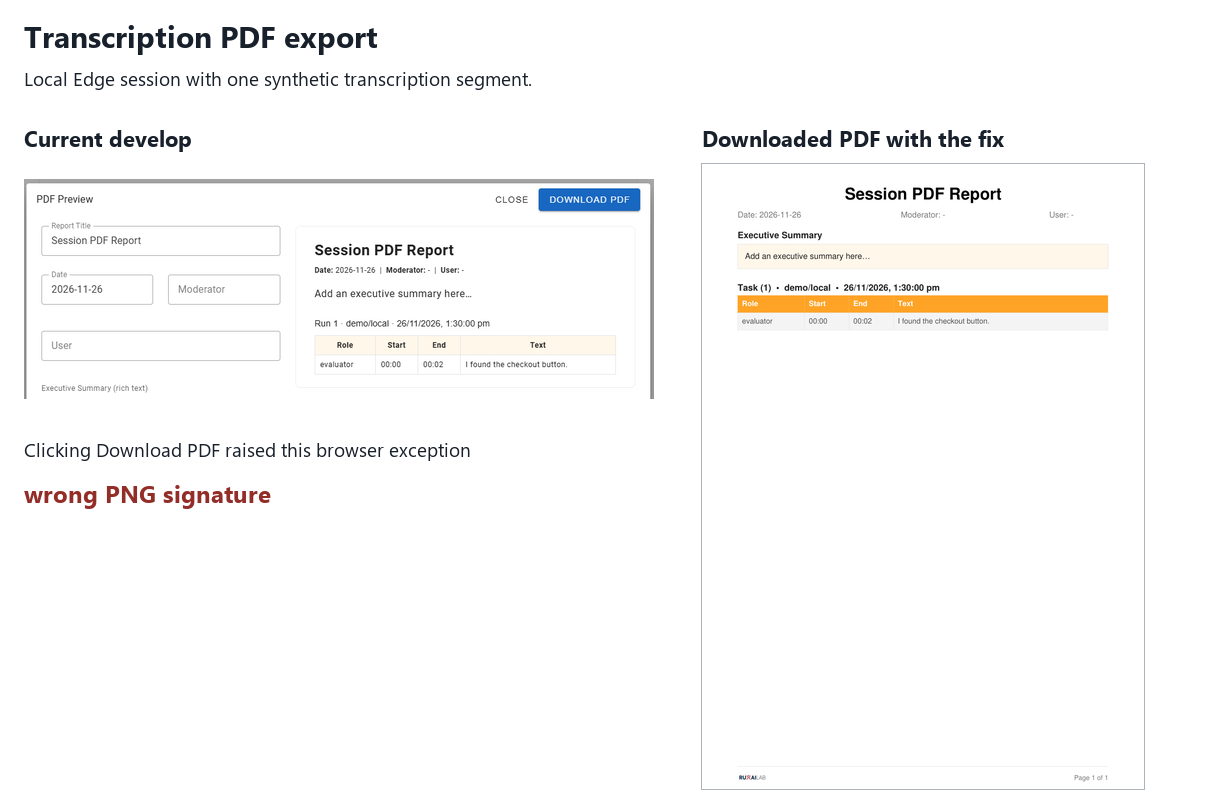 Transcription PDF export
Local Edge session with one synthetic transcription segment.
Current develop
PDF Preview
CLOSE
DOWNLOAD PDF
Report Title
Session PDF Report
Date
2026-11-26
Moderator
User
Executive Summary (rich text)
Session PDF Report
Date: 2026-11-26 | Moderator: - | User: -
Add an executive summary here...
Run 1 · demo/local · 26/11/2026, 1:30:00 pm
Role Start End Text
evaluator 00:00 00:02 I found the checkout button.
Clicking Download PDF raised this browser exception
wrong PNG signature
Downloaded PDF with the fix
Session PDF Report
Date: 2026-11-26 Moderator: - User: -
Executive Summary
Add an executive summary here…
Task (1) • demo/local • 26/11/2026, 1:30:00 pm
Role Start End Text
evaluator 00:00 00:02 I found the checkout button.
RUXAILAB
Page 1 of 1